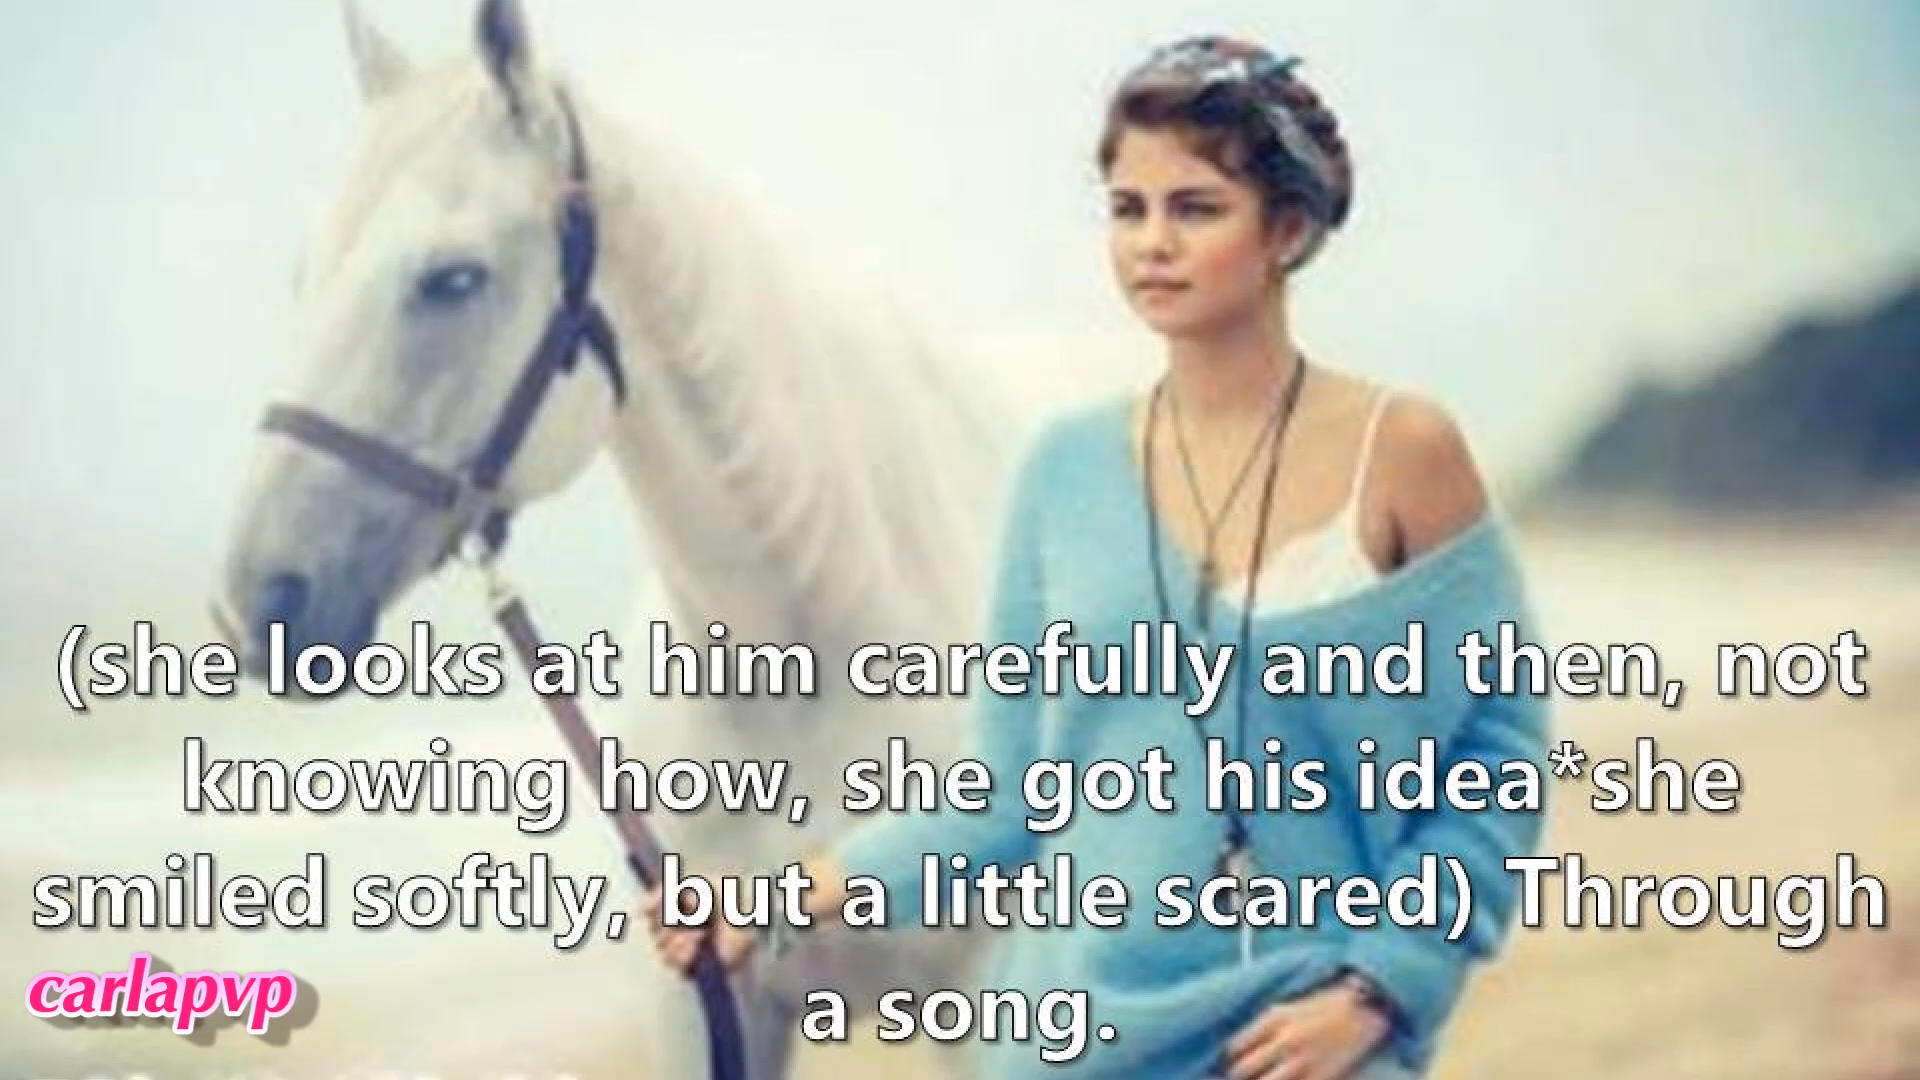 (she looks at him carefully and then, not
knowing how, she got his idea*she
smiled softly, but a little scared) Through
a song.
carlapvp